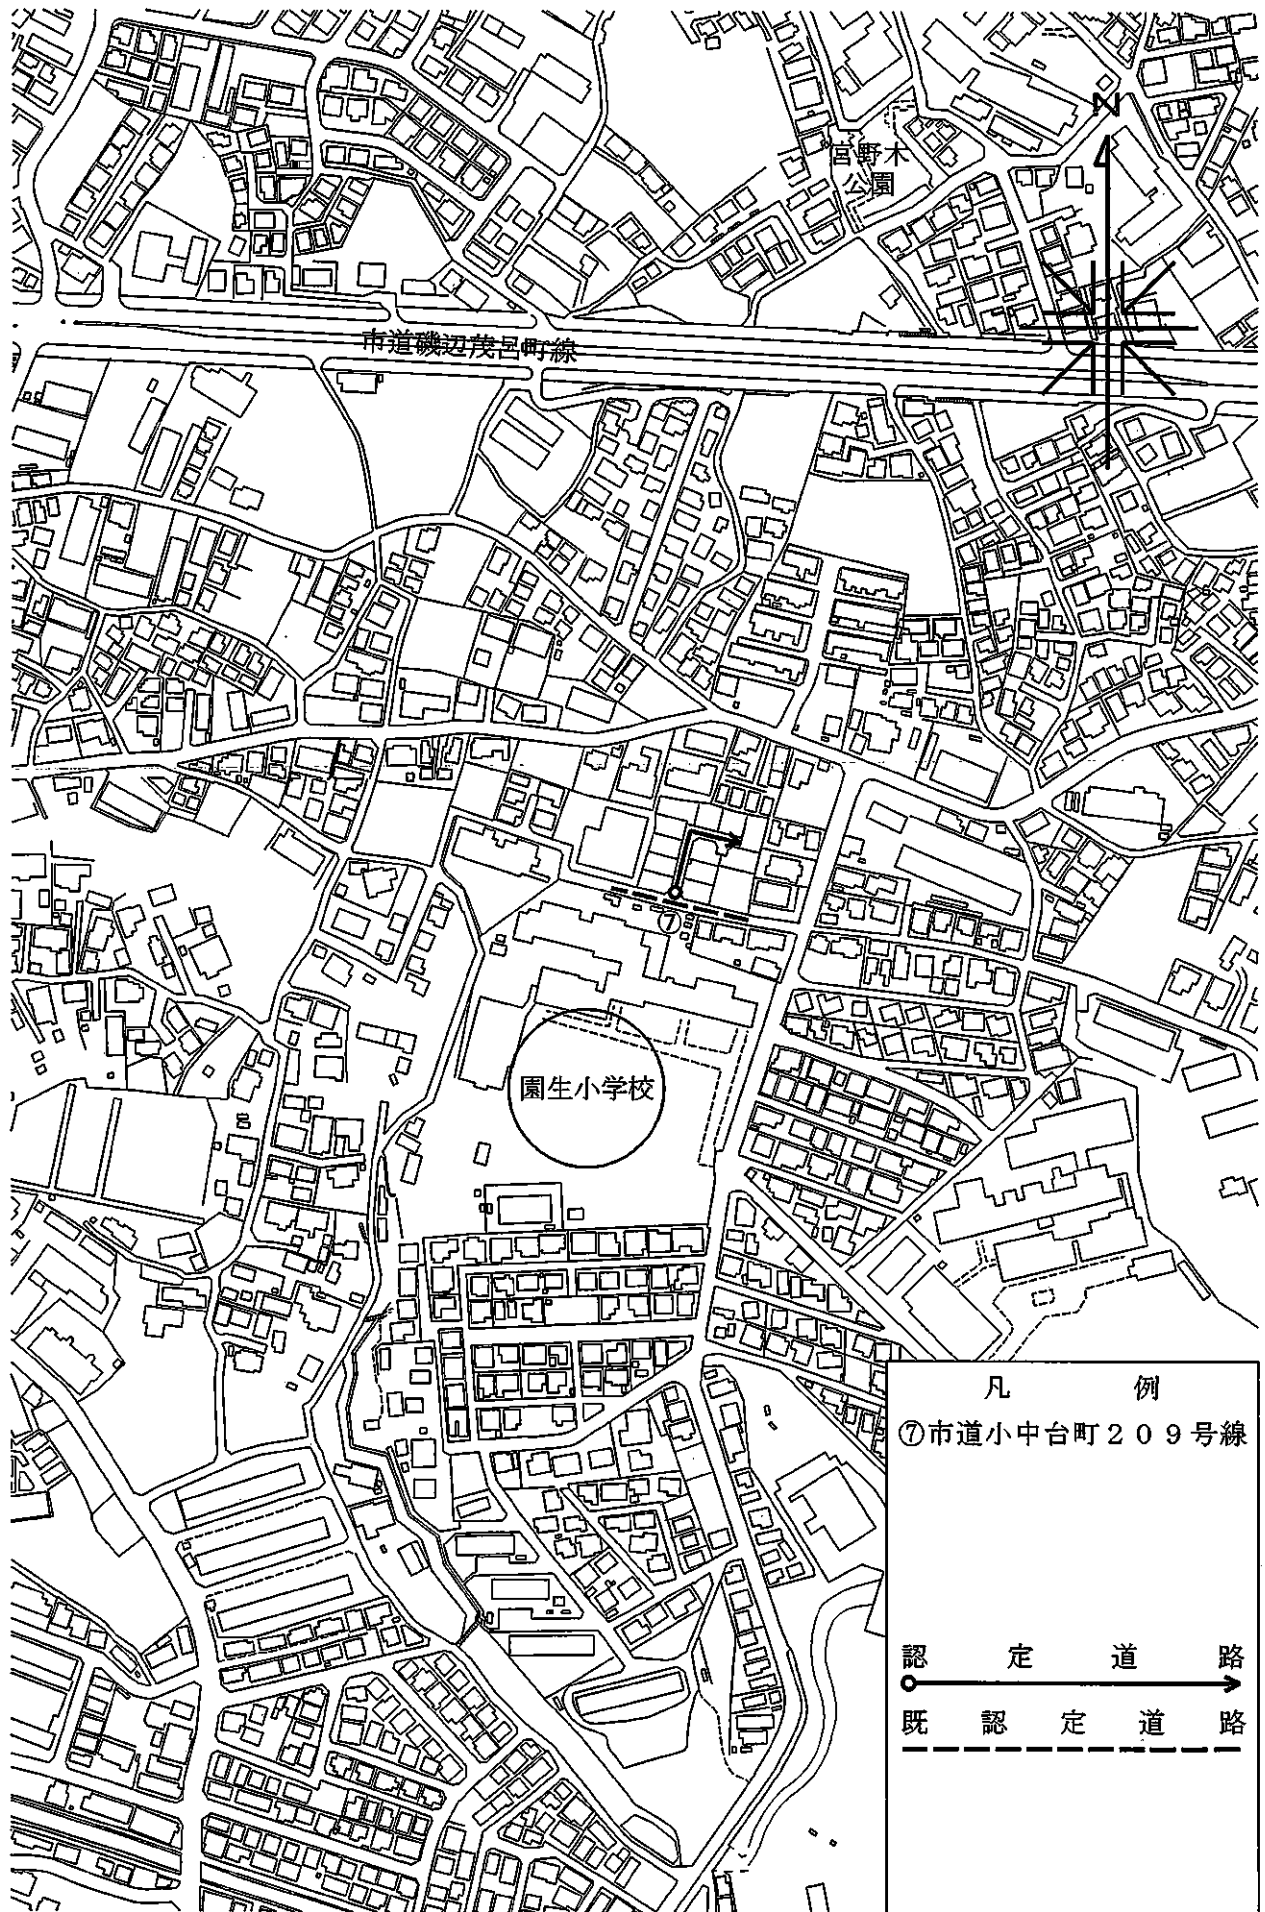 N
宮野木
公園
市道磯辺茂呂町線
⑦
園生小学校
凡 例
⑦市道小中台町209号線
認 定 道 路
既 認 定 道 路